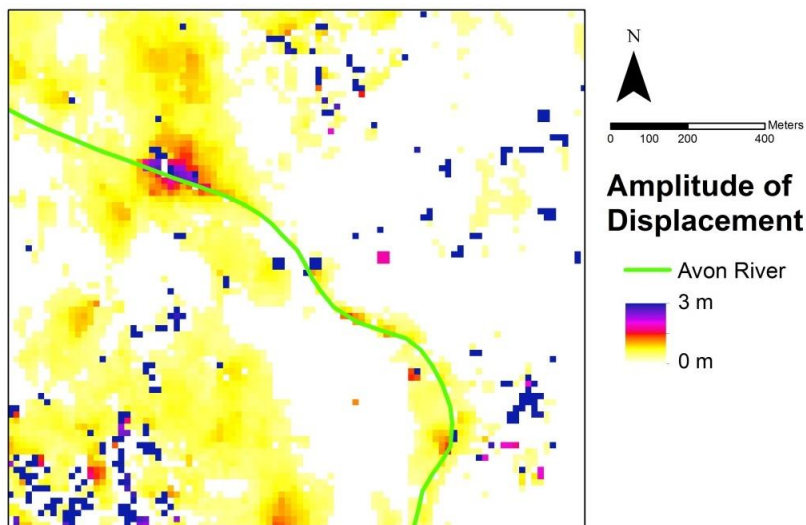 N
Meters
0 100 200 400
Amplitude of
Displacement
Avon River
3 m
0 m